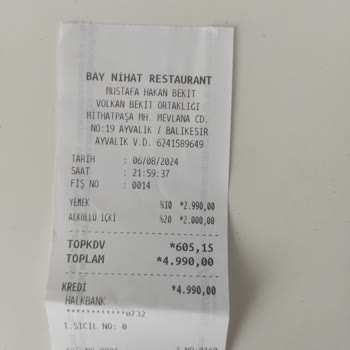 BAY NİHAT RESTAURANT
MUSTAFA HAKAN BEKİT
VOLKAN BEKİT ORTAKLIĞI
MİTHATPAŞA MH. MEVLANA CD.
NO:19 AYVALIK / BALIKESIR
AYVALIK V.D. 6241589649
TARİH : 06/08/2024
SAAT : 21:59:37
FİŞ NO : 0014
YEMEK %10 *2.990,00
ALKOLLÜ İÇKİ %20 *2.000,00
TOPKDV *605,15
TOPLAM *4.990,00
KREDİ *4.990,00
HALKBANK
************0732
T.SİCİL NO: 0